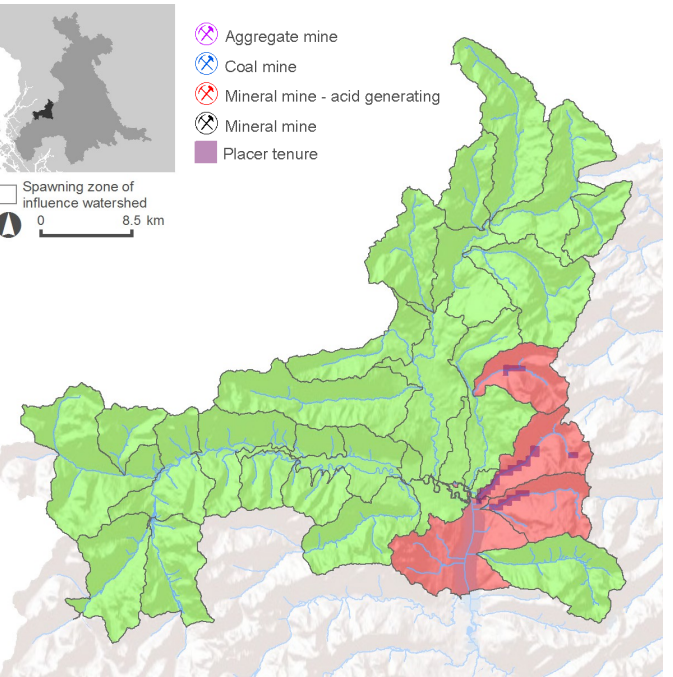 Aggregate mine
Coal mine
Mineral mine - acid generating
Mineral mine
Placer tenure
Spawning zone of
influence watershed
0 8.5 km